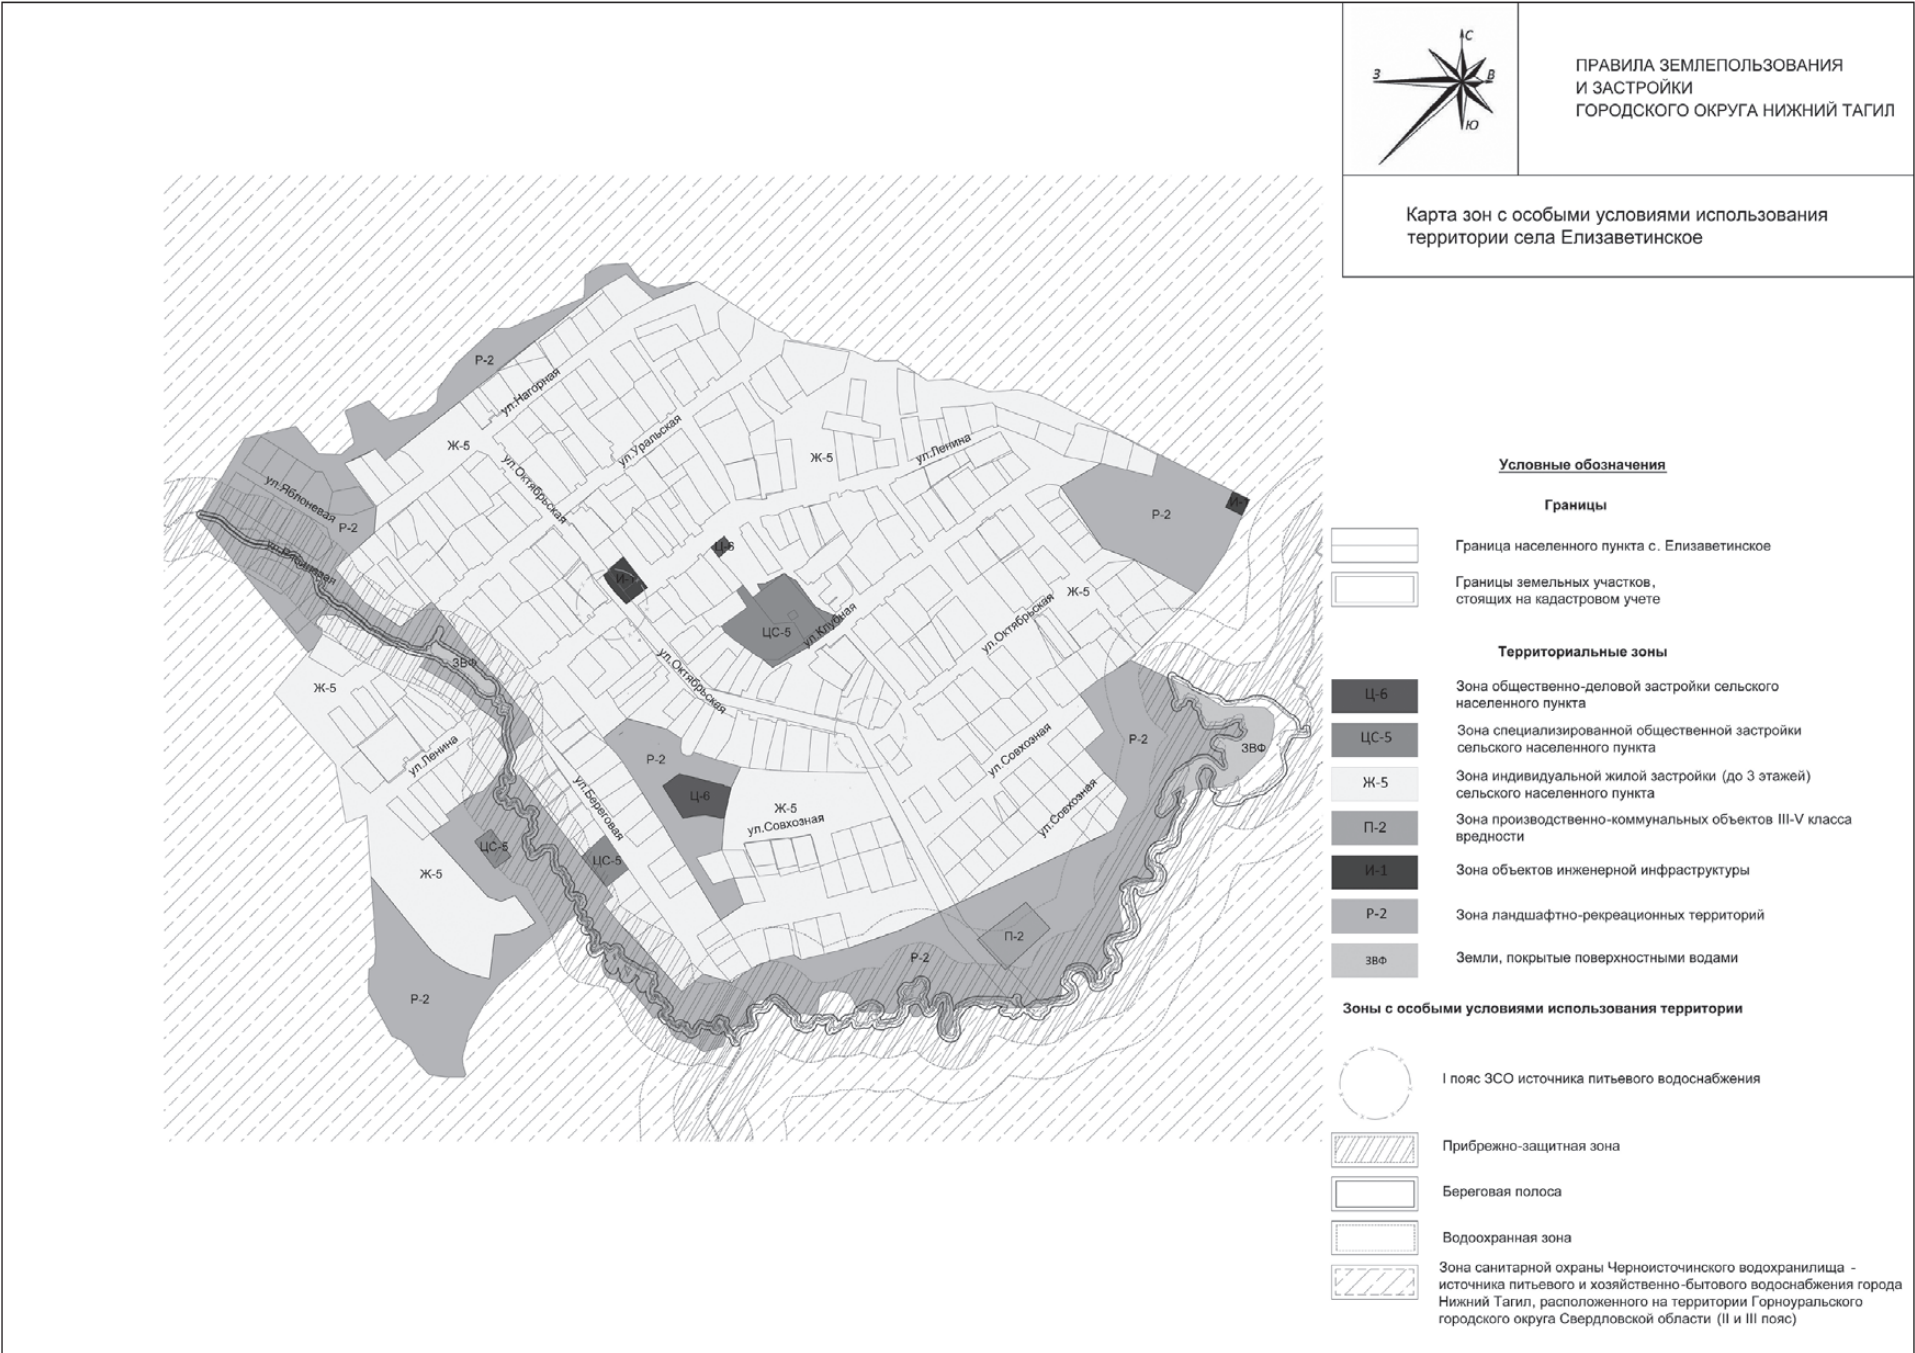 С
З
В
Ю
ПРАВИЛА ЗЕМЛЕПОЛЬЗОВАНИЯ
И ЗАСТРОЙКИ
ГОРОДСКОГО ОКРУГА НИЖНИЙ ТАГИЛ
Карта зон с особыми условиями использования
территории села Елизаветинское
Р-2
ул.Нагорная
Ж-5
ул.Уральская
Ж-5
ул.Ленина
ул.Октябрьская
ул.Яблоневая
Р-2
Р-2
И-1
Ц-6
И-1
Ж-5
ЦС-5
ул.Клубная
ул.Октябрьская
ЗВФ
ул.Октябрьская
Ж-5
ул.Ленина
Р-2
Р-2
ЗВФ
ул.Совхозная
Ц-6
Ж-5
ул.Совхозная
ул.Береговая
ул.Совхозная
ЦС-5
ЦС-5
Ж-5
П-2
Р-2
Р-2
Условные обозначения
Границы
Граница населенного пункта с. Елизаветинское
Границы земельных участков,
стоящих на кадастровом учете
Территориальные зоны
Ц-6
Зона общественно-деловой застройки сельского
населенного пункта
ЦС-5
Зона специализированной общественной застройки
сельского населенного пункта
Ж-5
Зона индивидуальной жилой застройки (до 3 этажей)
сельского населенного пункта
П-2
Зона производственно-коммунальных объектов III-V класса
вредности
И-1
Зона объектов инженерной инфраструктуры
Р-2
Зона ландшафтно-рекреационных территорий
ЗВФ
Земли, покрытые поверхностными водами
Зоны с особыми условиями использования территории
I пояс ЗСО источника питьевого водоснабжения
Прибрежно-защитная зона
Береговая полоса
Водоохранная зона
Зона санитарной охраны Черноисточинского водохранилища -
источника питьевого и хозяйственно-бытового водоснабжения города
Нижний Тагил, расположенного на территории Горноуральского
городского округа Свердловской области (II и III пояс)